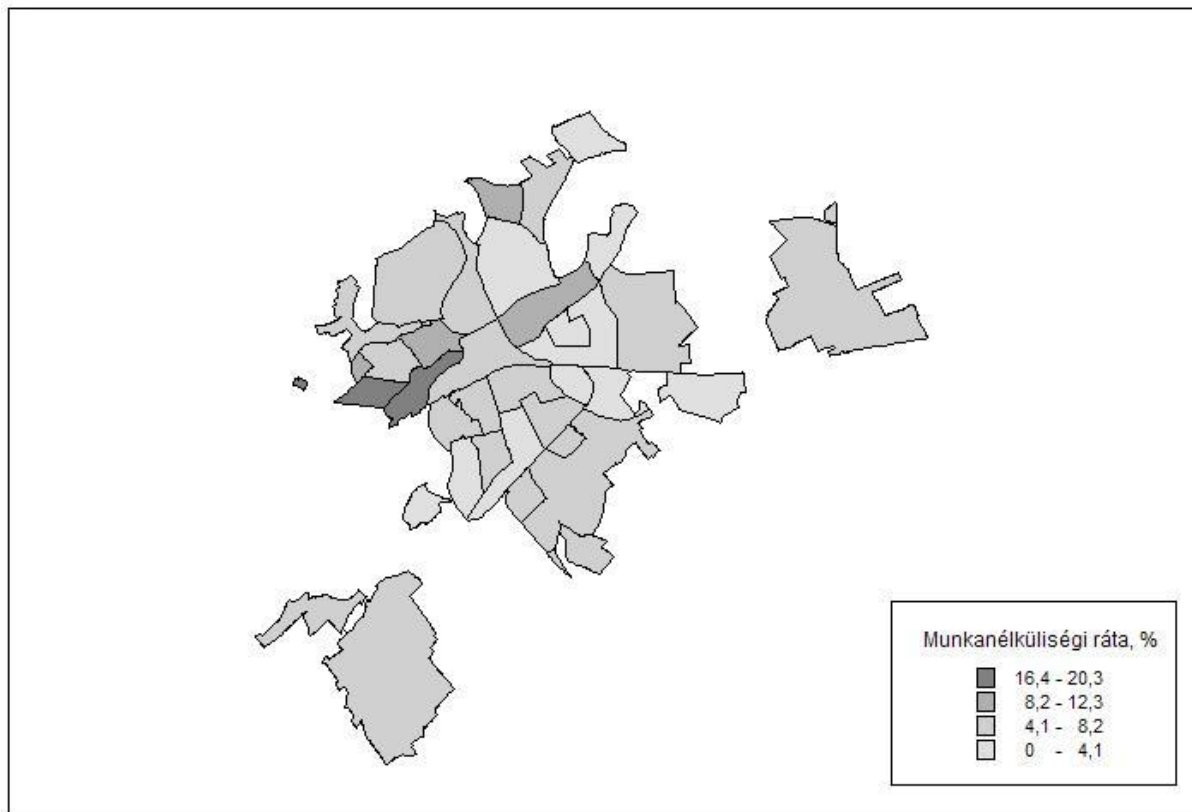 Munkanélküliségi ráta, %
16,4 - 20,3
8,2 - 12,3
4,1 - 8,2
0 - 4,1